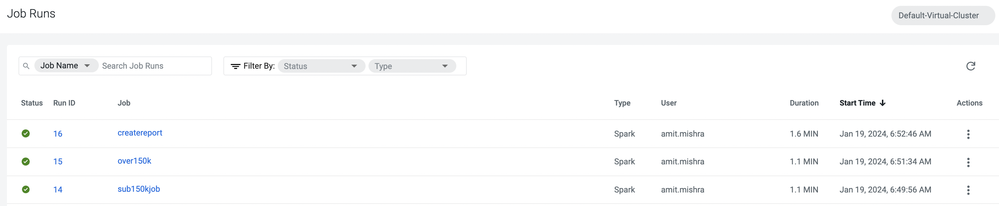 Job Runs
Default-Virtual-Cluster
Job Name Search Job Runs Filter By: Status Type
Status Run ID Job Type User Duration Start Time Actions
16 createreport Spark amit.mishra 1.6 MIN Jan 19, 2024, 6:52:46 AM
15 over150k Spark amit.mishra 1.1 MIN Jan 19, 2024, 6:51:34 AM
14 sub150kjob Spark amit.mishra 1.1 MIN Jan 19, 2024, 6:49:56 AM